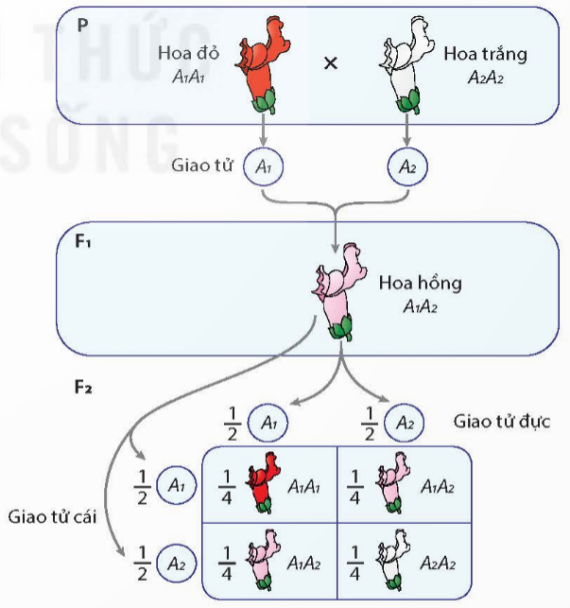 P
Hoa đỏ
A1A1
×
Hoa trắng
A2A2
THỨC
SỐNG
Giao tử
A1
A2
F1
Hoa hồng
A1A2
F2
1/2 A1
1/2 A2
Giao tử đực
Giao tử cái
1/2 A1
1/4 A1A1
1/4 A1A2
1/2 A2
1/4 A1A2
1/4 A2A2